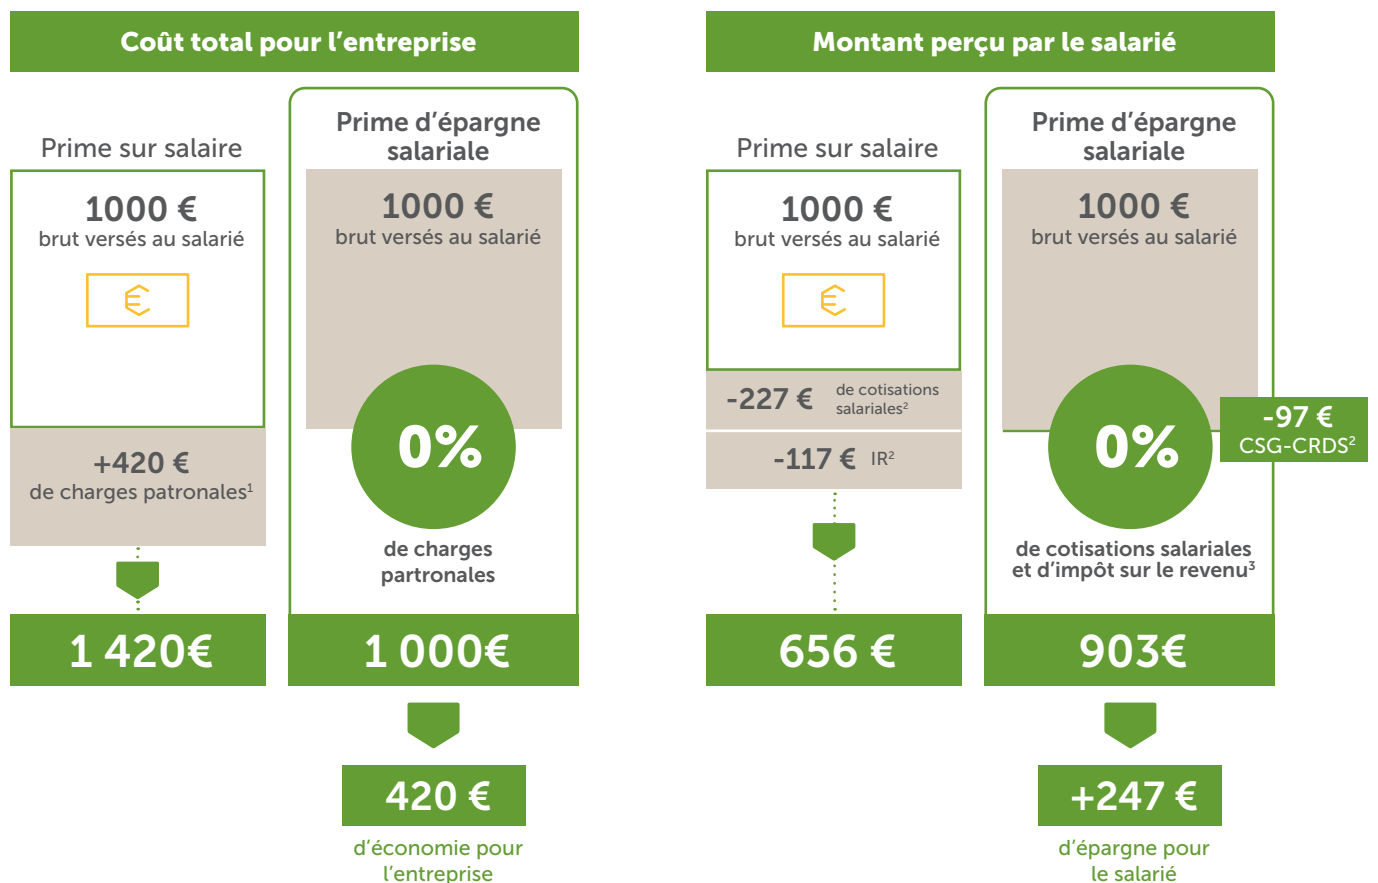 Coût total pour l'entreprise
Prime sur salaire
1000 €
brut versés au salarié
+420 €
de charges patronales¹
1 420€
Prime d'épargne
salariale
1000 €
brut versés au salarié
0%
de charges
partronales
1 000€
420 €
d'économie pour
l'entreprise
Montant perçu par le salarié
Prime sur salaire
1000 €
brut versés au salarié
-227 € de cotisations
salariales²
-117 € IR²
656 €
Prime d'épargne
salariale
1000 €
brut versés au salarié
0%
-97 €
CSG-CRDS²
de cotisations salariales
et d'impôt sur le revenu³
903€
+247 €
d'épargne pour
le salarié